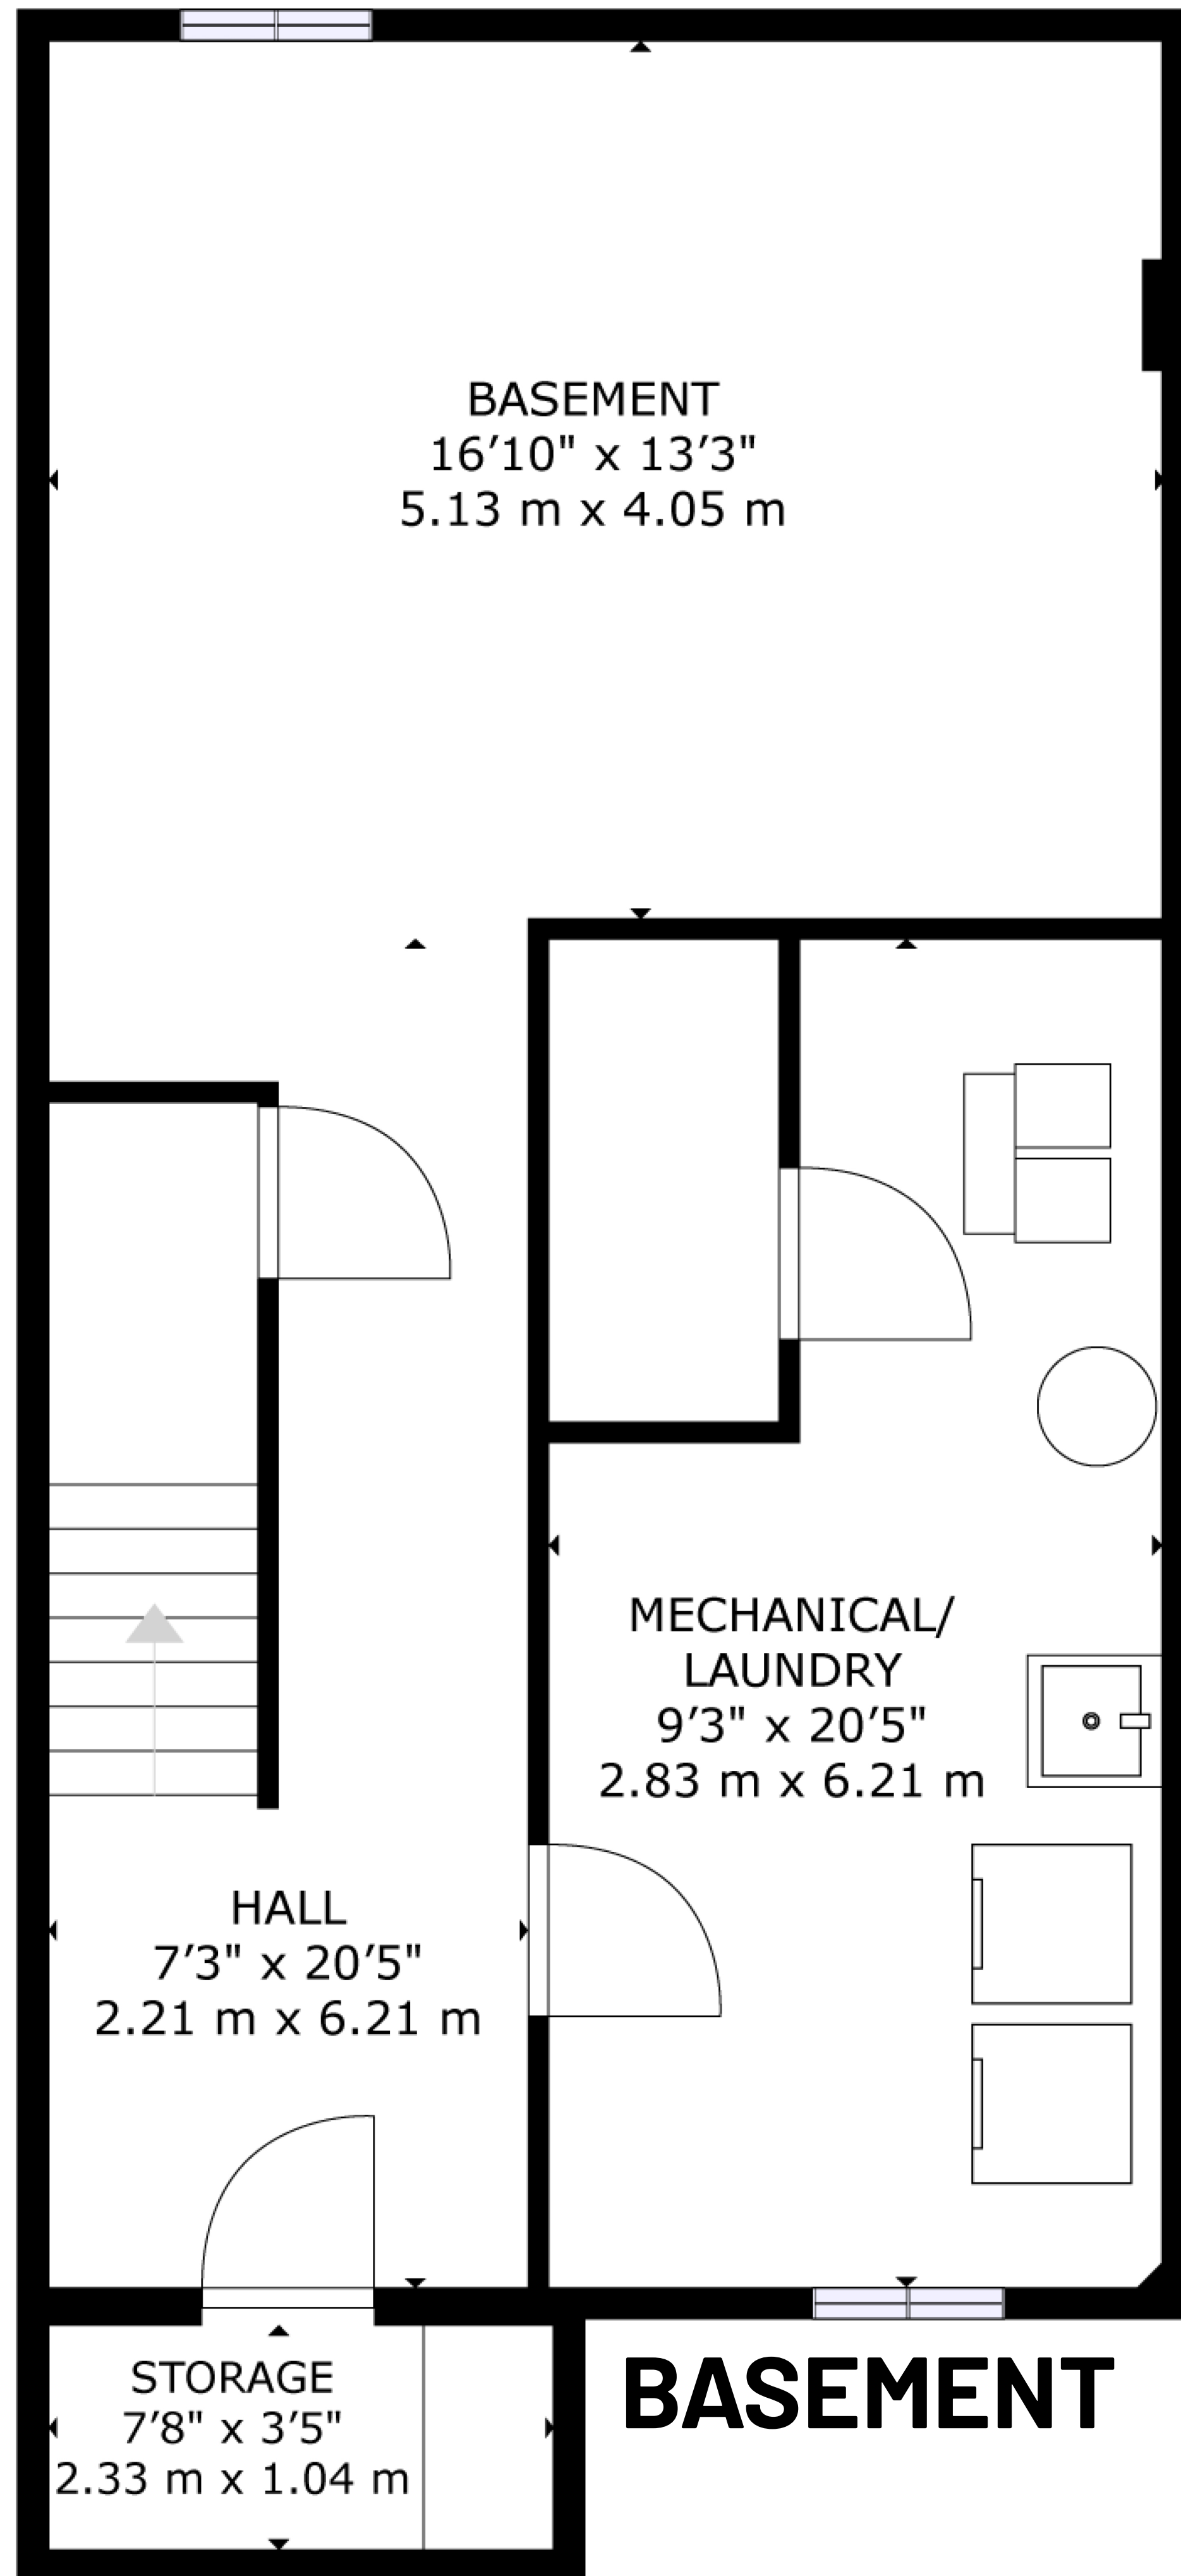 BASEMENT
16’10" x 13’3"
5.13 m x 4.05 m
MECHANICAL/
LAUNDRY
9’3" x 20’5"
2.83 m x 6.21 m
HALL
7’3" x 20’5"
2.21 m x 6.21 m
STORAGE
7’8" x 3’5"
2.33 m x 1.04 m
BASEMENT